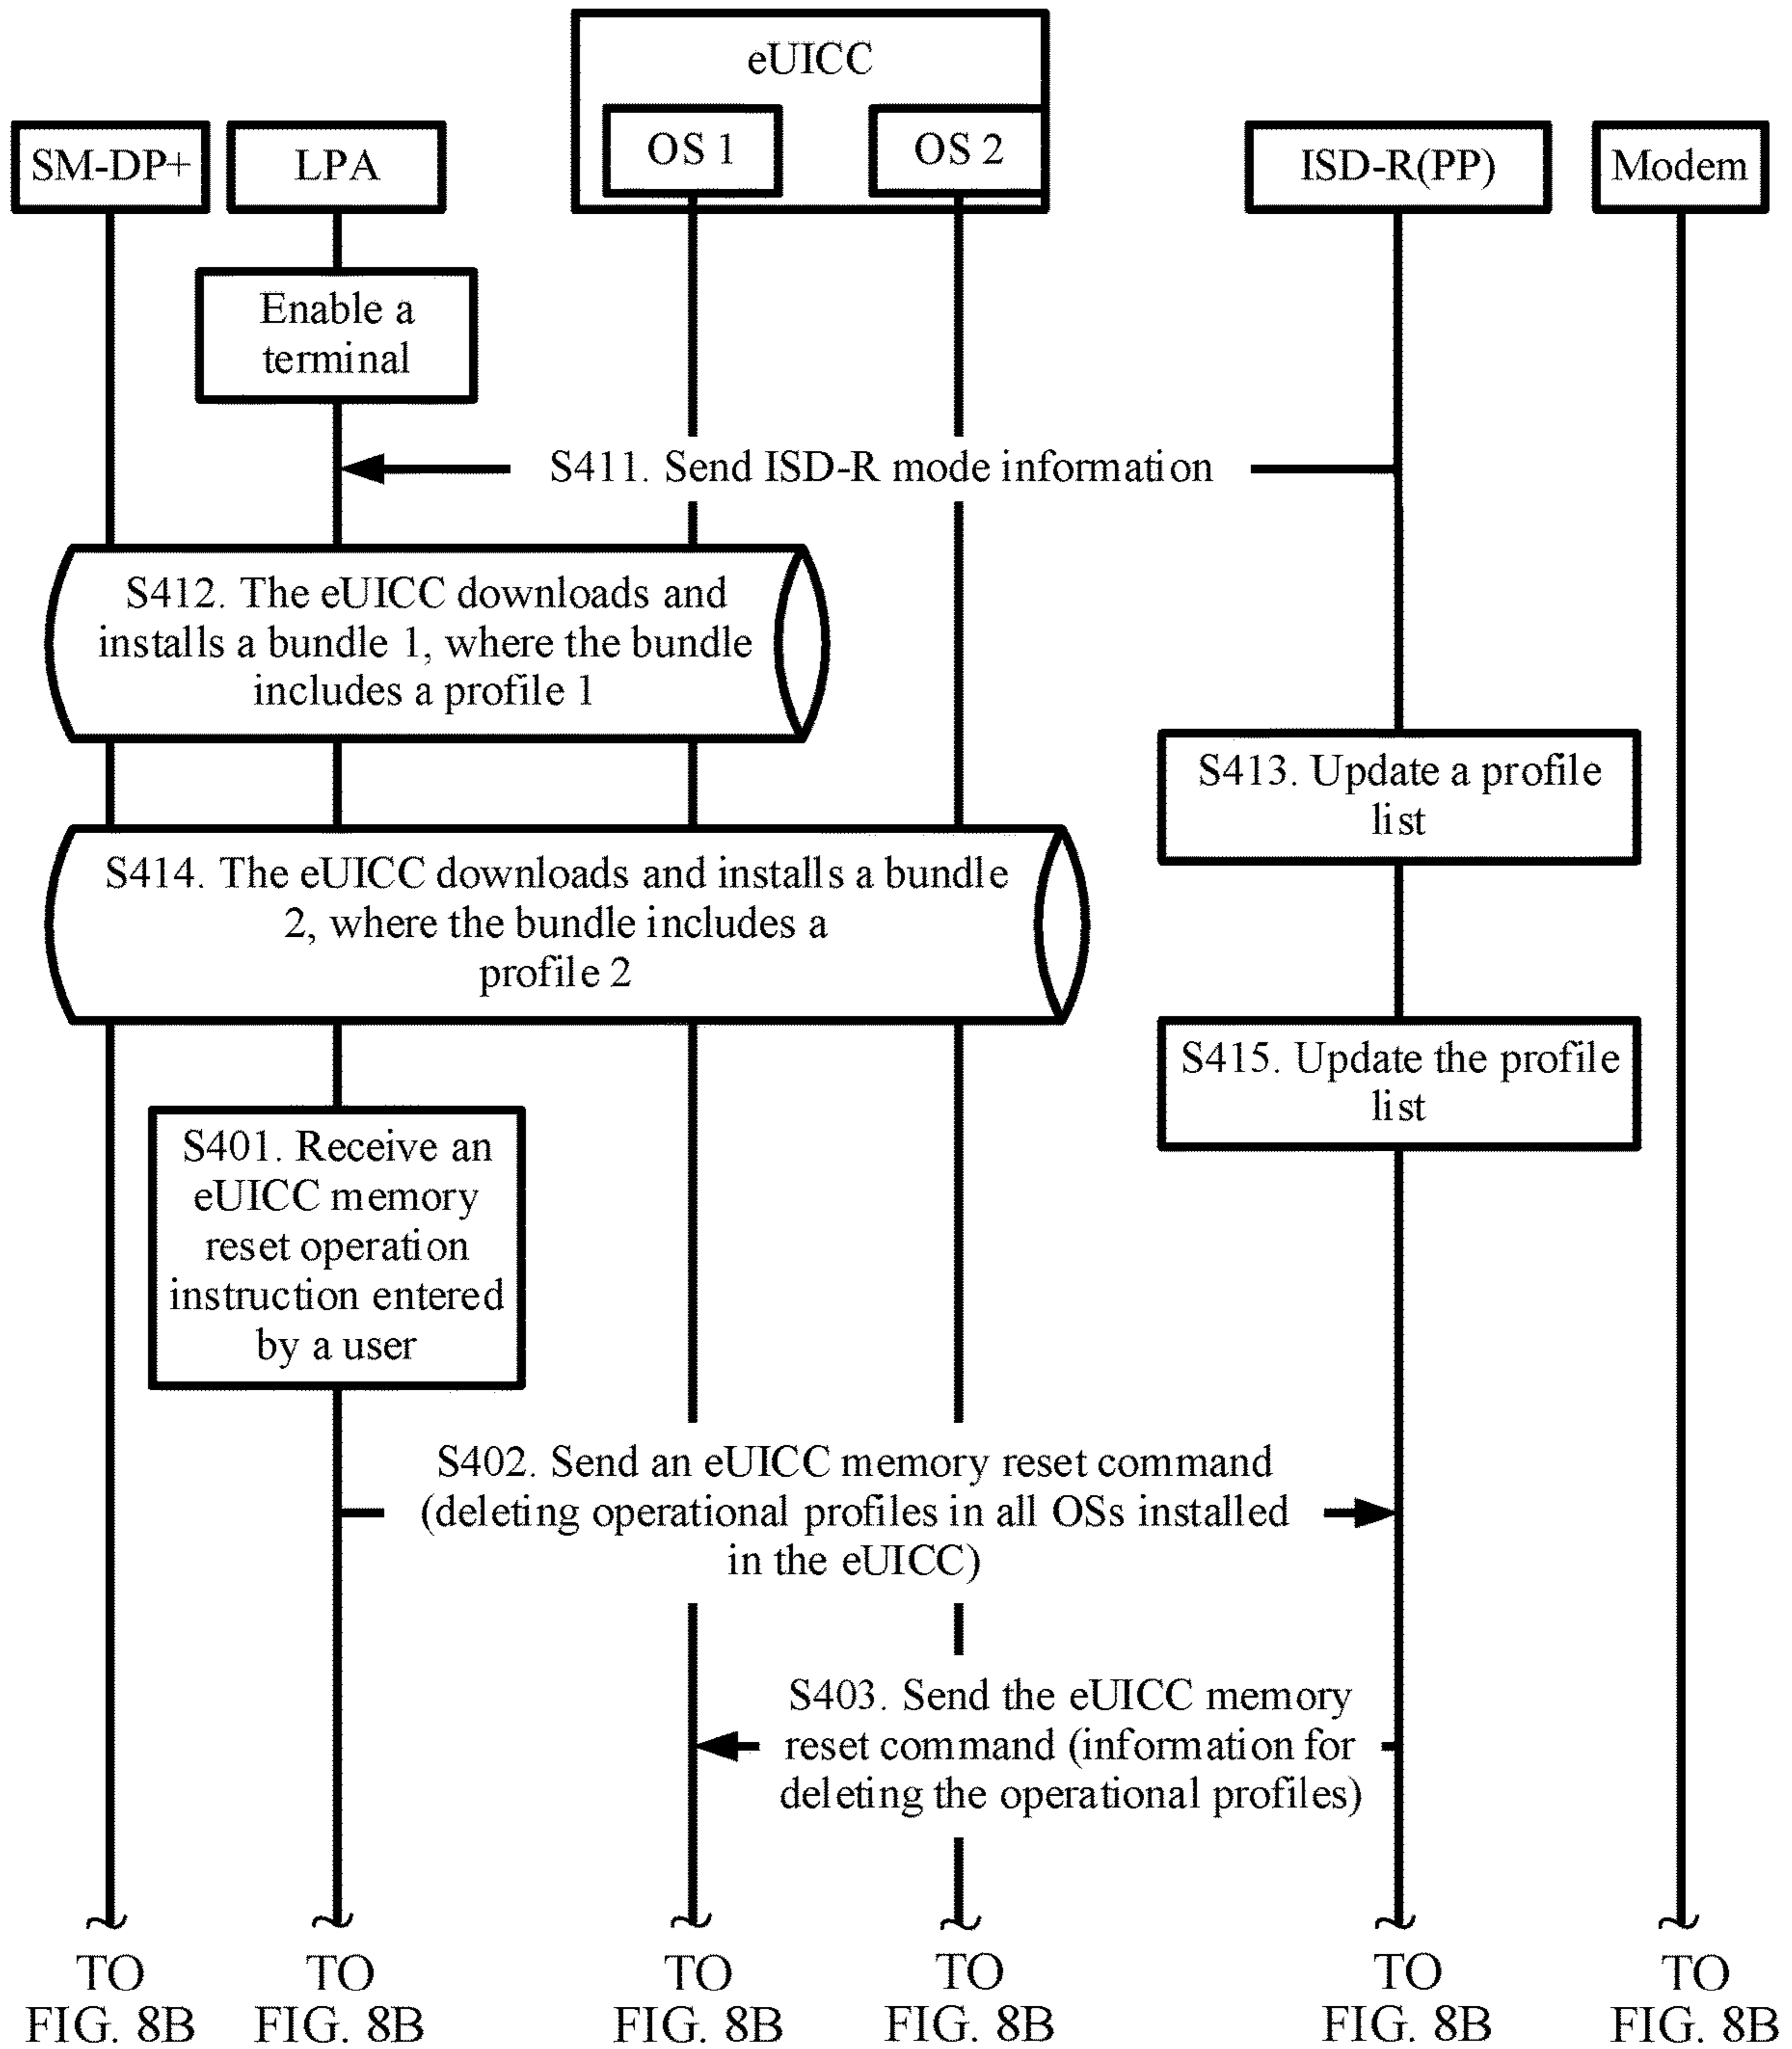 eUICC
SM-DP+
LPA
OS 1
OS 2
ISD-R(PP)
Modem
Enable a
terminal
S411. Send ISD-R mode information
S412. The eUICC downloads and
installs a bundle 1, where the bundle
includes a profile 1
S413. Update a profile
list
S414. The eUICC downloads and installs a bundle
2, where the bundle includes a
profile 2
S415. Update the profile
list
S401. Receive an
eUICC memory
reset operation
instruction entered
by a user
S402. Send an eUICC memory reset command
(deleting operational profiles in all OSs installed
in the eUICC)
S403. Send the eUICC memory
reset command (information for
deleting the operational profiles)
TO
FIG. 8B
TO
FIG. 8B
TO
FIG. 8B
TO
FIG. 8B
TO
FIG. 8B
TO
FIG. 8B